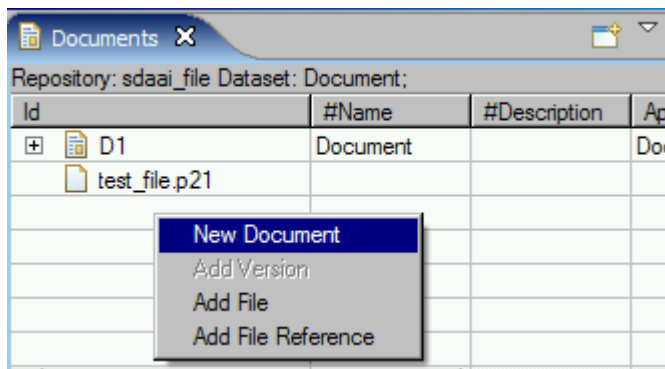 Documents
Repository: sdaai_file Dataset: Document;
Id #Name #Description
D1 Document
test_file.p21
New Document
Add Version
Add File
Add File Reference